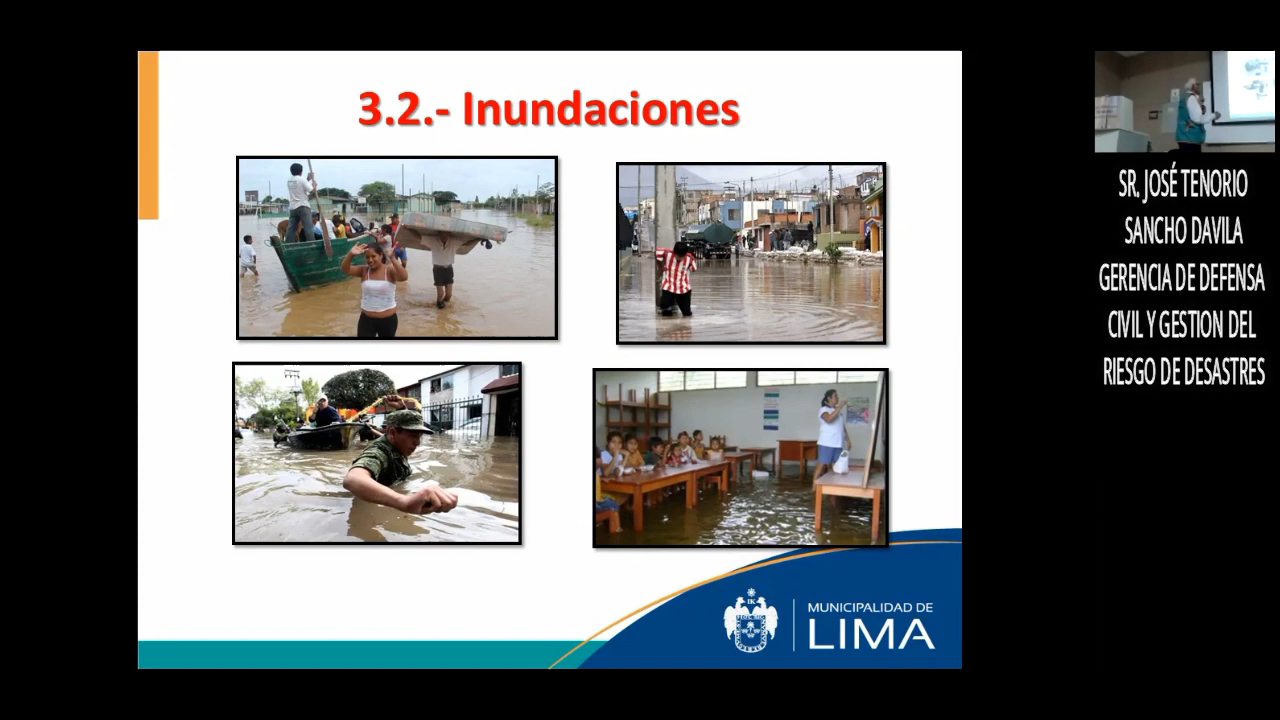 3.2.- Inundaciones
MUNICIPALIDAD DE
LIMA
SR. JOSÉ TENORIO
SANCHO DAVILA
GERENCIA DE DEFENSA
CIVIL Y GESTION DEL
RIESGO DE DESASTRES